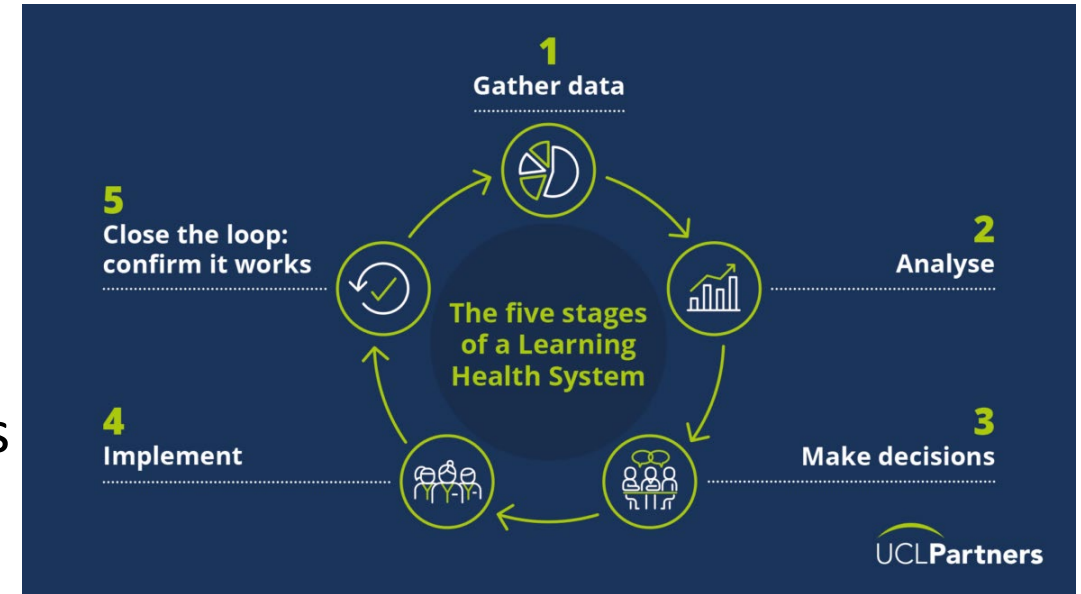 1
Gather data
2
Analyse
3
Make decisions
4
Implement
5
Close the loop:
confirm it works
The five stages
of a Learning
Health System
UCLPartners
s